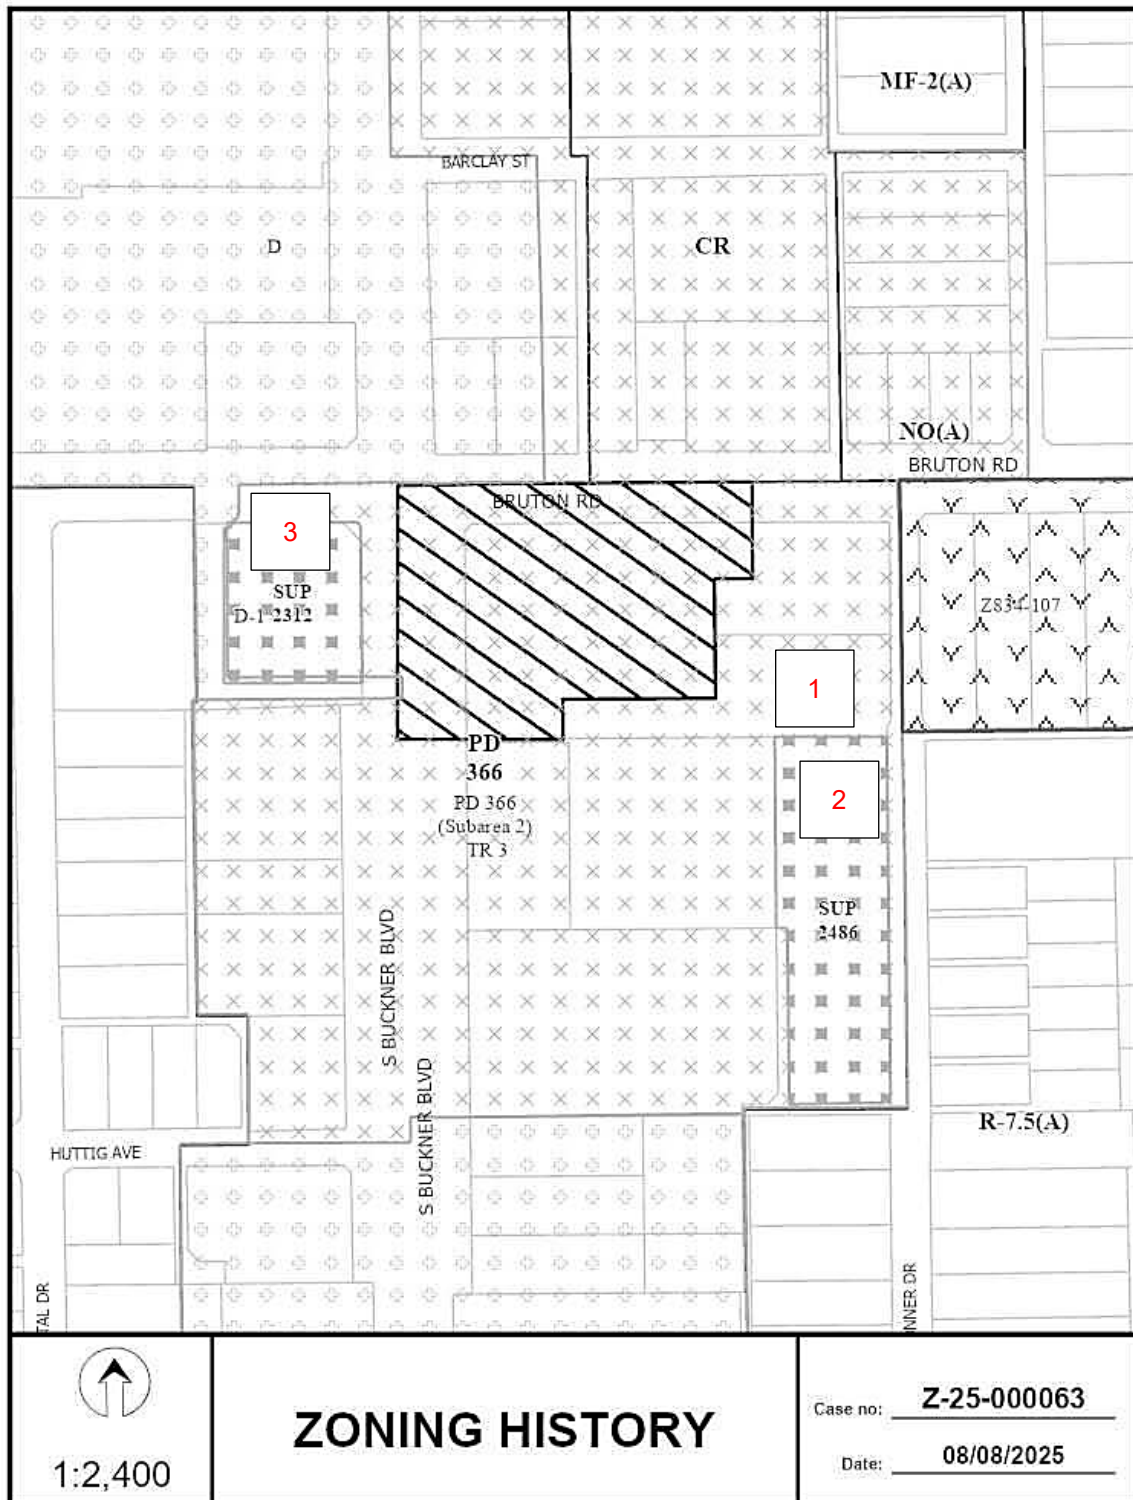 MF-2(A)
BARCLAY ST
D
CR
NO(A)
BRUTON RD
BRUTON RD
3
SUP
D-1 2312
Z834-107
1
PD
366
PD 366
(Subarea 2)
TR 3
2
SUP
2486
S BUCKNER BLVD
S BUCKNER BLVD
R-7.5(A)
HUTTIG AVE
TAL DR
NNER DR
1:2,400
ZONING HISTORY
Case no: Z-25-000063
Date: 08/08/2025